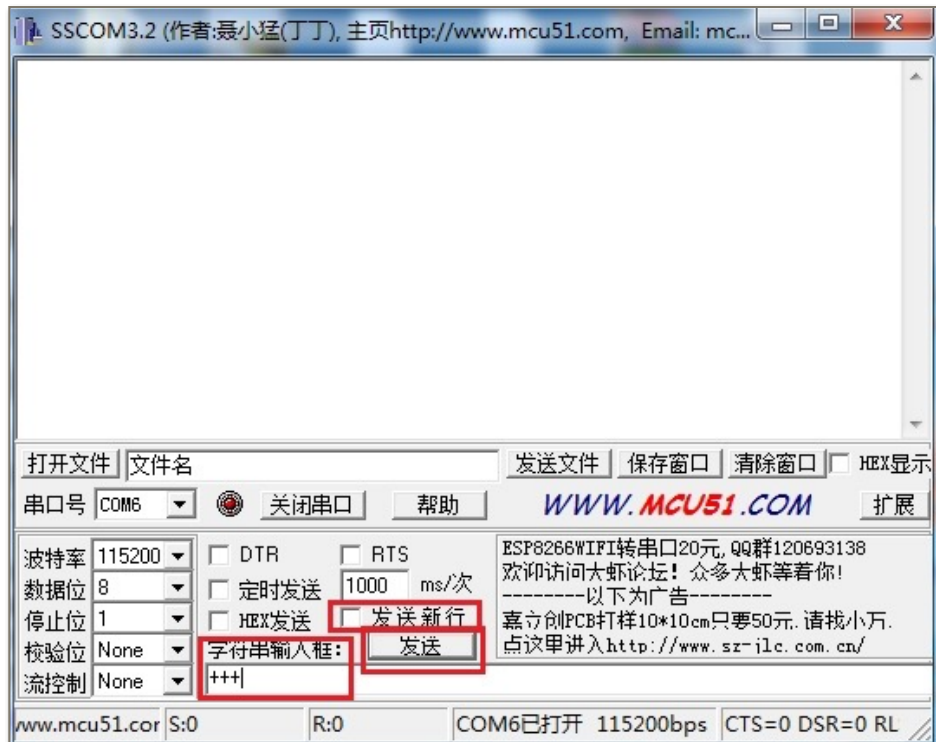 SSCOM3.2 (作者:聂小猛(丁丁), 主页http://www.mcu51.com, Email: mc...
打开文件 文件名 发送文件 保存窗口 清除窗口 HEX显示
串口号 COM6 关闭串口 帮助 WWW.MCU51.COM 扩展
波特率 115200 DTR RTS
数据位 8 定时发送 1000 ms/次
停止位 1 HEX发送 发送新行
校验位 None 字符串输入框: 发送
流控制 None +++
ESP8266WIFI转串口20元,QQ群120693138
欢迎访问大虾论坛! 众多大虾等着你!
--------以下为广告--------
嘉立创PCB打样10*10cm只要50元.请找小万.
点这里进入http://www.sz-jlc.com.cn/
www.mcu51.cor S:0 R:0 COM6已打开 115200bps CTS=0 DSR=0 RL